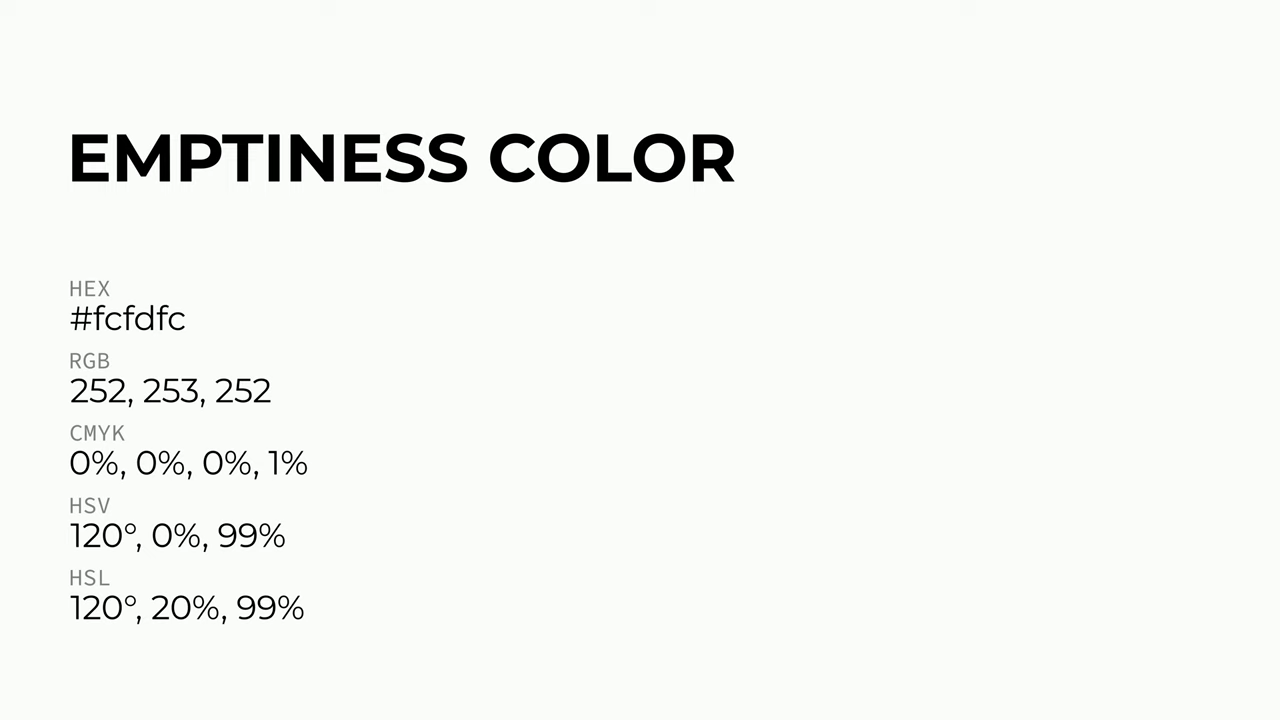 EMPTINESS COLOR
HEX
#fcfdfc
RGB
252, 253, 252
CMYK
0%, 0%, 0%, 1%
HSV
120°, 0%, 99%
HSL
120°, 20%, 99%